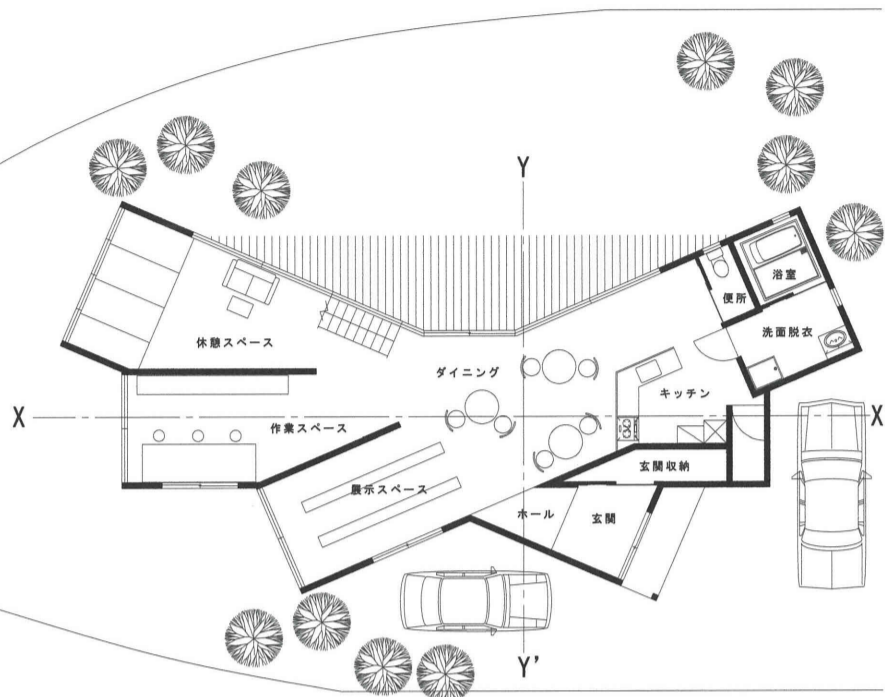 Y
浴室
便所
洗面脱衣
休憩スペース
ダイニング
キッチン
X
作業スペース
X'
玄関収納
展示スペース
ホール
玄関
Y'